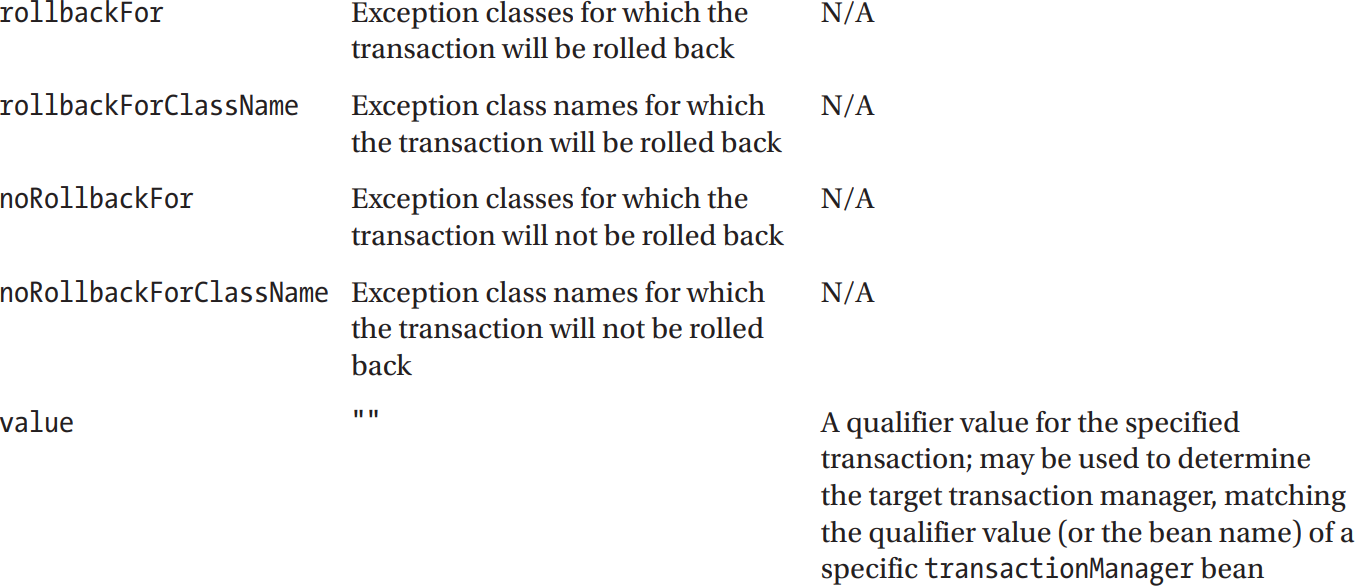 rollbackFor Exception classes for which the N/A
transaction will be rolled back
rollbackForClassName Exception class names for which N/A
the transaction will be rolled back
noRollbackFor Exception classes for which the N/A
transaction will not be rolled back
noRollbackForClassName Exception class names for which N/A
the transaction will not be rolled
back
value "" A qualifier value for the specified
transaction; may be used to determine
the target transaction manager, matching
the qualifier value (or the bean name) of a
specific transactionManager bean